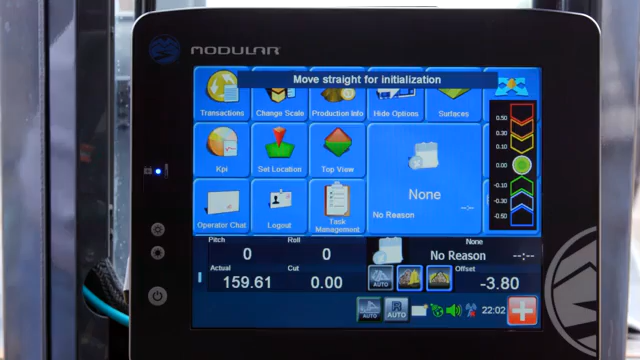 MODULAR
Move straight for initialization
Transactions
Change Scale
Production Info
Hide Options
Surfaces
0.50
0.30
0.10
0.00
-0.10
-0.30
-0.60
Kpi
Set Location
Top View
None
No Reason
--:--
Operator Chat
Logout
Task Management
Pitch
Roll
None
0
0
No Reason
--:--
Actual
Cut
Offset
159.61
0.00
AUTO
-3.80
AUTO
AUTO
22:02